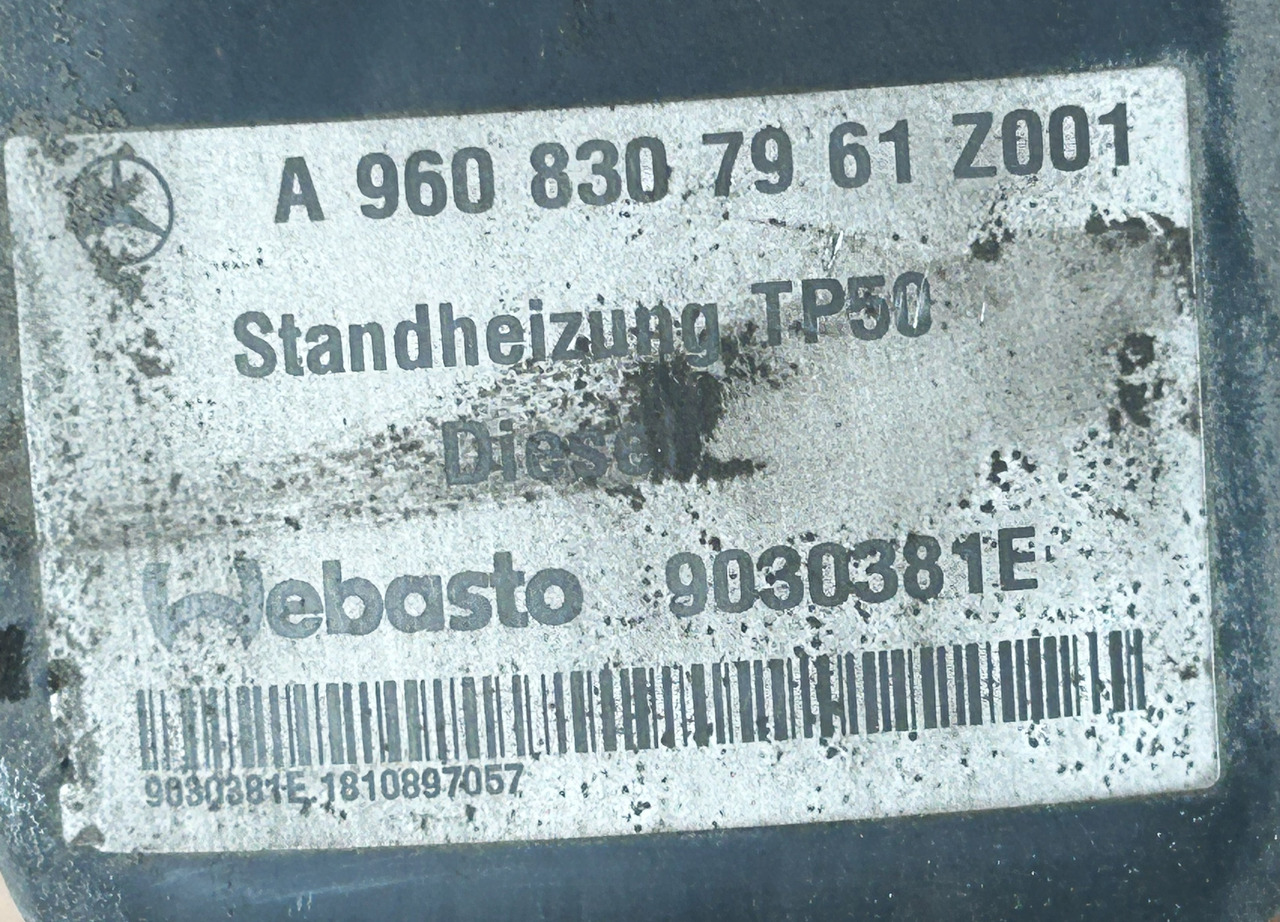 A 960 830 79 61 Z001
Standheizung TP50
Diesel
Webasto 9030381E
9030381E 1810897057